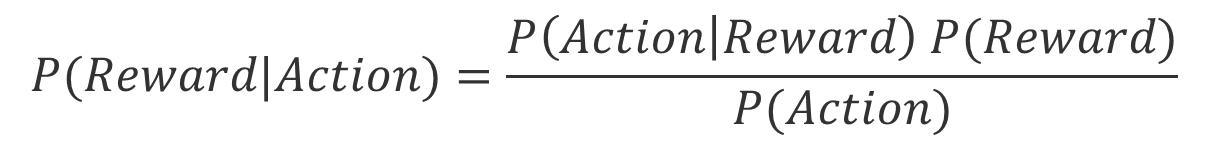 P(Reward|Action) = P(Action|Reward) P(Reward)
P(Action)